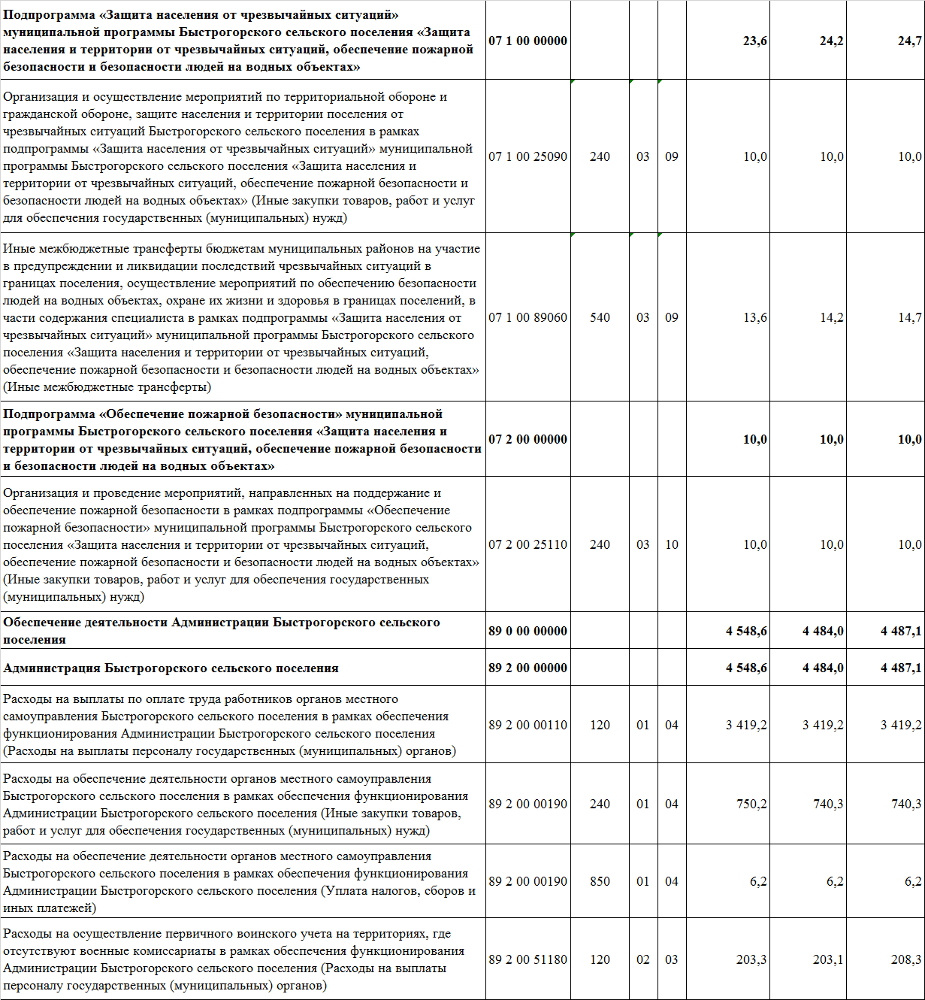 Подпрограмма «Защита населения от чрезвычайных ситуаций»
муниципальной программы Быстрогорского сельского поселения «Защита
населения и территории от чрезвычайных ситуаций, обеспечение пожарной
безопасности и безопасности людей на водных объектах»
07 1 00 00000 23,6 24,2 24,7
Организация и осуществление мероприятий по территориальной обороне и
гражданской обороне, защите населения и территории поселения от
чрезвычайных ситуаций Быстрогорского сельского поселения в рамках
подпрограммы «Защита населения от чрезвычайных ситуаций» муниципальной
программы Быстрогорского сельского поселения «Защита населения и
территории от чрезвычайных ситуаций, обеспечение пожарной безопасности и
безопасности людей на водных объектах» (Иные закупки товаров, работ и услуг
для обеспечения государственных (муниципальных) нужд)
07 1 00 25090 240 03 09 10,0 10,0 10,0
Иные межбюджетные трансферты бюджетам муниципальных районов на участие
в предупреждении и ликвидации последствий чрезвычайных ситуаций в
границах поселения, осуществление мероприятий по обеспечению безопасности
людей на водных объектах, охране их жизни и здоровья в границах поселений, в
части содержания специалиста в рамках подпрограммы «Защита населения от
чрезвычайных ситуаций» муниципальной программы Быстрогорского сельского
поселения «Защита населения и территории от чрезвычайных ситуаций,
обеспечение пожарной безопасности и безопасности людей на водных объектах»
(Иные межбюджетные трансферты)
07 1 00 89060 540 03 09 13,6 14,2 14,7
Подпрограмма «Обеспечение пожарной безопасности» муниципальной
программы Быстрогорского сельского поселения «Защита населения и
территории от чрезвычайных ситуаций, обеспечение пожарной безопасности
и безопасности людей на водных объектах»
07 2 00 00000 10,0 10,0 10,0
Организация и проведение мероприятий, направленных на поддержание и
обеспечение пожарной безопасности в рамках подпрограммы «Обеспечение
пожарной безопасности» муниципальной программы Быстрогорского сельского
поселения «Защита населения и территории от чрезвычайных ситуаций,
обеспечение пожарной безопасности и безопасности людей на водных объектах»
(Иные закупки товаров, работ и услуг для обеспечения государственных
(муниципальных) нужд)
07 2 00 25110 240 03 10 10,0 10,0 10,0
Обеспечение деятельности Администрации Быстрогорского сельского
поселения
89 0 00 00000 4 548,6 4 484,0 4 487,1
Администрация Быстрогорского сельского поселения
89 2 00 00000 4 548,6 4 484,0 4 487,1
Расходы на выплаты по оплате труда работников органов местного
самоуправления Быстрогорского сельского поселения в рамках обеспечения
функционирования Администрации Быстрогорского сельского поселения
(Расходы на выплаты персоналу государственных (муниципальных) органов)
89 2 00 00110 120 01 04 3 419,2 3 419,2 3 419,2
Расходы на обеспечение деятельности органов местного самоуправления
Быстрогорского сельского поселения в рамках обеспечения функционирования
Администрации Быстрогорского сельского поселения (Иные закупки товаров,
работ и услуг для обеспечения государственных (муниципальных) нужд)
89 2 00 00190 240 01 04 750,2 740,3 740,3
Расходы на обеспечение деятельности органов местного самоуправления
Быстрогорского сельского поселения в рамках обеспечения функционирования
Администрации Быстрогорского сельского поселения (Уплата налогов, сборов и
иных платежей)
89 2 00 00190 850 01 04 6,2 6,2 6,2
Расходы на осуществление первичного воинского учета на территориях, где
отсутствуют военные комиссариаты в рамках обеспечения функционирования
Администрации Быстрогорского сельского поселения (Расходы на выплаты
персоналу государственных (муниципальных) органов)
89 2 00 51180 120 02 03 203,3 203,1 208,3